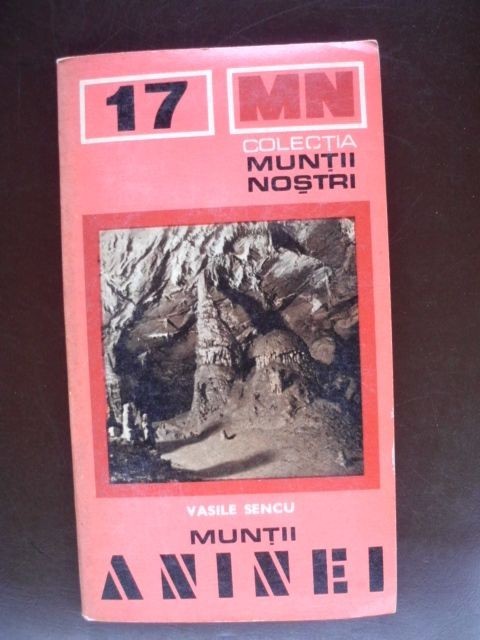 17 MN
COLECȚIA
MUNȚII
NOȘTRI
VASILE SENCU
MUNȚII
ANINEI